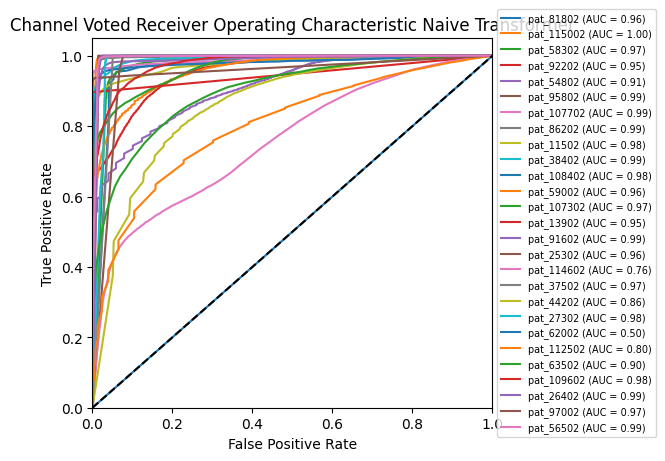 Channel Voted Receiver Operating Characteristic Naive Transformer
True Positive Rate
1.0
0.8
0.6
0.4
0.2
0.0
0.0 0.2 0.4 0.6 0.8 1.0
False Positive Rate
pat_81802 (AUC = 0.96)
pat_115002 (AUC = 1.00)
pat_58302 (AUC = 0.97)
pat_92202 (AUC = 0.95)
pat_54802 (AUC = 0.91)
pat_95802 (AUC = 0.99)
pat_107702 (AUC = 0.99)
pat_86202 (AUC = 0.99)
pat_11502 (AUC = 0.98)
pat_38402 (AUC = 0.99)
pat_108402 (AUC = 0.98)
pat_59002 (AUC = 0.96)
pat_107302 (AUC = 0.97)
pat_13902 (AUC = 0.95)
pat_91602 (AUC = 0.99)
pat_25302 (AUC = 0.96)
pat_114602 (AUC = 0.76)
pat_37502 (AUC = 0.97)
pat_44202 (AUC = 0.86)
pat_27302 (AUC = 0.98)
pat_62002 (AUC = 0.50)
pat_112502 (AUC = 0.80)
pat_63502 (AUC = 0.90)
pat_109602 (AUC = 0.98)
pat_26402 (AUC = 0.99)
pat_97002 (AUC = 0.97)
pat_56502 (AUC = 0.99)